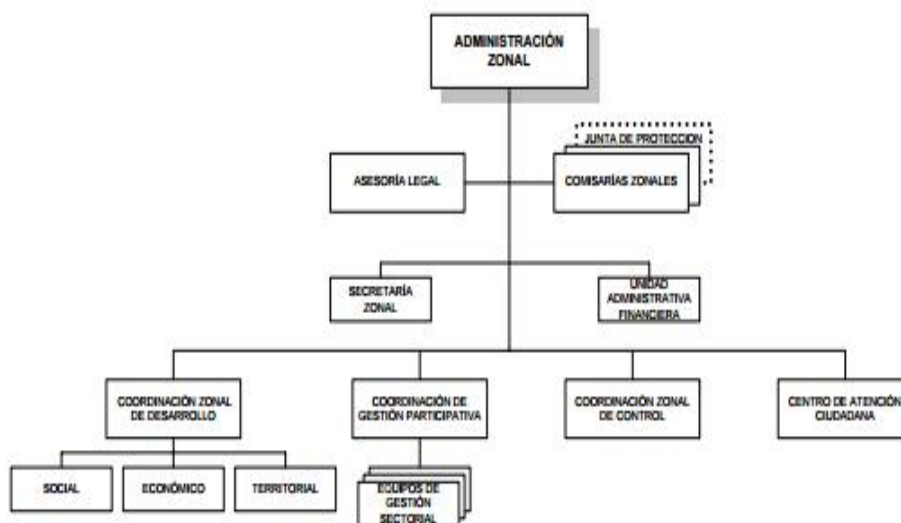 ADMINISTRACIÓN
ZONAL
JUNTA DE PROTECCION
ASESORÍA LEGAL
COMISARÍAS ZONALES
SECRETARÍA
ZONAL
UNIDAD
ADMINISTRATIVA
FINANCIERA
COORDINACIÓN ZONAL
DE DESARROLLO
COORDINACIÓN DE
GESTIÓN PARTICIPATIVA
COORDINACIÓN ZONAL
DE CONTROL
CENTRO DE ATENCIÓN
CIUDADANA
SOCIAL
ECONÓMICO
TERRITORIAL
EQUIPOS DE
GESTIÓN
SECTORIAL